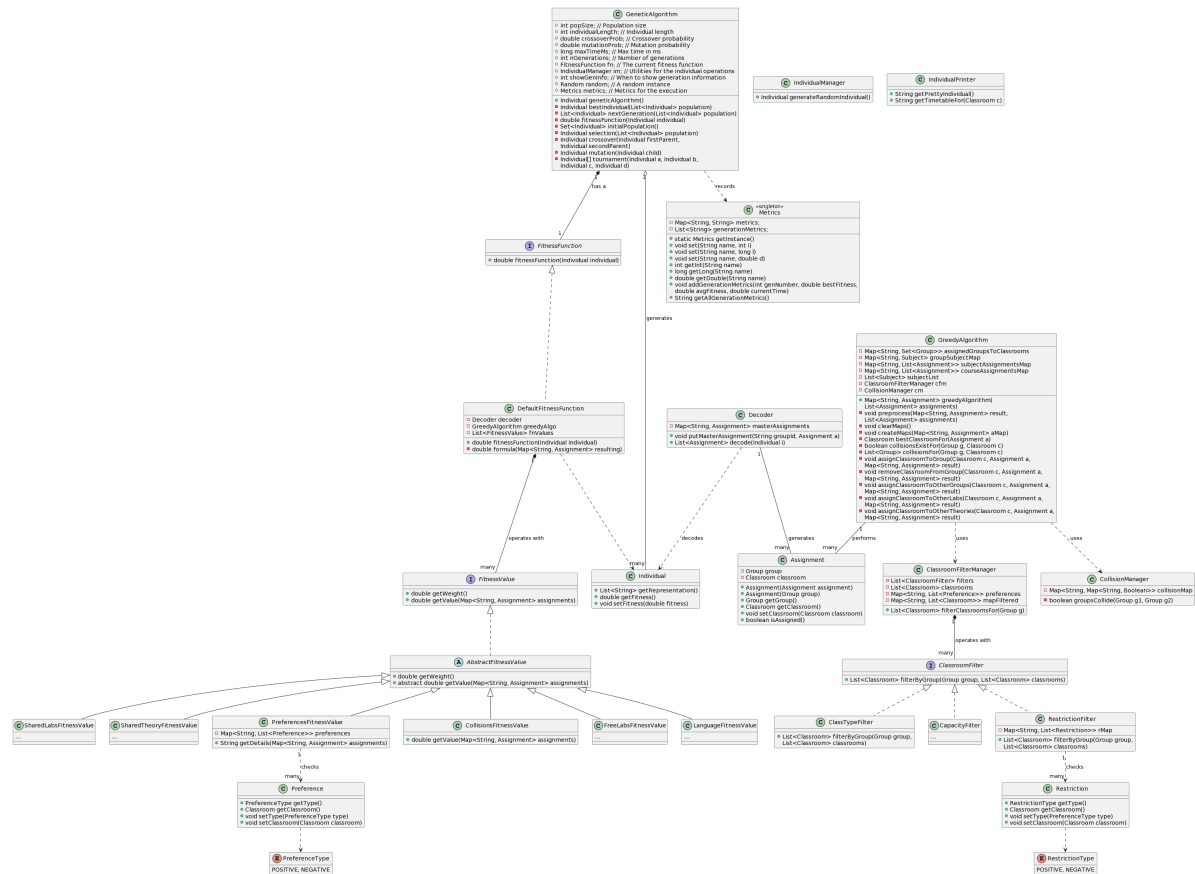 GeneticAlgorithm
int popSize; // Population size
int individualLength; // Individual length
double crossoverProb; // Crossover probability
double mutationProb; // Mutation probability
long maxTimeMs; // Max time in ms
int nGenerations; // Number of generations
FitnessFunction fn; // The current fitness function
IndividualManager im; // Utilities for the individual operations
int showGenInfo; // When to show generation information
Random random; // A random instance
Metrics metrics; // Metrics for the execution
Individual geneticAlgorithm()
Individual bestIndividual(List<Individual> population)
List<Individual> nextGeneration(List<Individual> population)
double fitnessFunction(Individual individual)
Set<Individual> initialPopulation()
Individual selection(List<Individual> population)
Individual crossover(Individual firstParent,
Individual secondParent)
Individual mutation(Individual child)
Individual[] tournament(Individual a, Individual b,
Individual c, Individual d)
IndividualManager
Individual generateRandomIndividual()
IndividualPrinter
String getPrettyIndividual()
String getTimetableFor(Classroom c)
1
has a
1
1
records
«singleton»
Metrics
Map<String, String> metrics;
List<String> generationMetrics;
static Metrics getInstance()
void set(String name, int i)
void set(String name, long l)
void set(String name, double d)
int getInt(String name)
long getLong(String name)
double getDouble(String name)
void addGenerationMetrics(int genNumber, double bestFitness,
double avgFitness, double currentTime)
String getAllGenerationMetrics()
FitnessFunction
double fitnessFunction(Individual individual)
generates
GreedyAlgorithm
Map<String, Set<Group>> assignedGroupsToClassrooms
Map<String, Subject> groupSubjectMap
Map<String, List<Assignment>> subjectAssignmentsMap
Map<String, List<Assignment>> courseAssignmentsMap
List<Subject> subjectList
ClassroomFilterManager cfm
CollisionManager cm
Map<String, Assignment> greedyAlgorithm(
List<Assignment> assignments)
void preprocess(Map<String, Assignment> result,
List<Assignment> assignments)
void clearMaps()
void createMaps(Map<String, Assignment> aMap)
Classroom bestClassroomFor(Assignment a)
boolean collisionsExistFor(Group g, Classroom c)
List<Group> collisionsFor(Group g, Classroom c)
void assignClassroomToGroup(Classroom c, Assignment a,
Map<String, Assignment> result)
void removeClassroomFromGroup(Classroom c, Assignment a,
Map<String, Assignment> result)
void assignClassroomToOtherGroups(Classroom c, Assignment a,
Map<String, Assignment> result)
void assignClassroomToOtherLabs(Classroom c, Assignment a,
Map<String, Assignment> result)
void assignClassroomToOtherTheories(Classroom c, Assignment a,
Map<String, Assignment> result)
DefaultFitnessFunction
Decoder decoder
GreedyAlgorithm greedyAlgo
List<FitnessValue> fnValues
double fitnessFunction(Individual individual)
double formula(Map<String, Assignment> resulting)
Decoder
Map<String, Assignment> masterAssignments
void putMasterAssignment(String groupId, Assignment a)
List<Assignment> decode(Individual i)
1
operates with
many
decodes
1
generates
many
1
performs
many
uses
uses
many
FitnessValue
double getWeight()
double getValue(Map<String, Assignment> assignments)
Individual
List<String> getRepresentation()
double getFitness()
void setFitness(double fitness)
Assignment
Group group
Classroom classroom
Assignment(Assignment assignment)
Assignment(Group group)
Group getGroup()
Classroom getClassroom()
void setClassroom(Classroom classroom)
boolean isAssigned()
ClassroomFilterManager
List<ClassroomFilter> filters
List<Classroom> classrooms
Map<String, List<Preference>> preferences
Map<String, List<Classroom>> mapFiltered
List<Classroom> filterClassroomsFor(Group g)
CollisionManager
Map<String, Map<String, Boolean>> collisionMap
boolean groupsCollide(Group g1, Group g2)
1
operates with
many
AbstractFitnessValue
double getWeight()
abstract double getValue(Map<String, Assignment> assignments)
ClassroomFilter
List<Classroom> filterByGroup(Group group, List<Classroom> classrooms)
SharedLabsFitnessValue
...
SharedTheoryFitnessValue
...
PreferencesFitnessValue
Map<String, List<Preference>> preferences
String getDetails(Map<String, Assignment> assignments)
CollisionsFitnessValue
double getValue(Map<String, Assignment> assignments)
FreeLabsFitnessValue
...
LanguageFitnessValue
...
ClassTypeFilter
List<Classroom> filterByGroup(Group group,
List<Classroom> classrooms)
CapacityFilter
...
RestrictionFilter
Map<String, List<Restriction>> rMap
List<Classroom> filterByGroup(Group group,
List<Classroom> classrooms)
1
checks
many
1
checks
many
Preference
PreferenceType getType()
Classroom getClassroom()
void setType(PreferenceType type)
void setClassroom(Classroom classroom)
Restriction
RestrictionType getType()
Classroom getClassroom()
void setType(PreferenceType type)
void setClassroom(Classroom classroom)
PreferenceType
POSITIVE, NEGATIVE
RestrictionType
POSITIVE, NEGATIVE